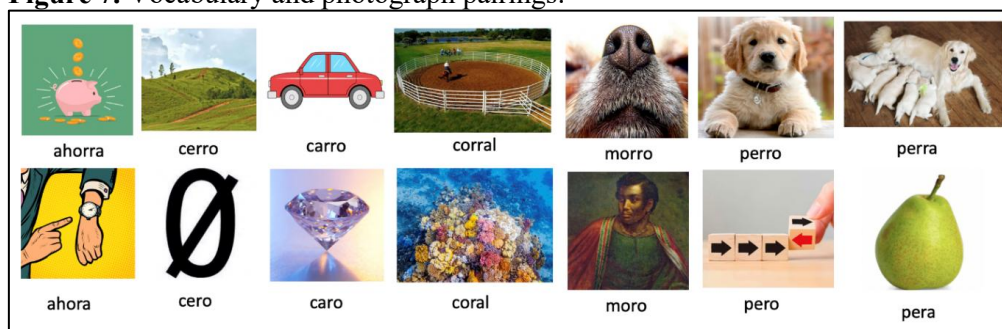 Figure 7. Vocabulary and photograph pairings.
ahorra cerro carro corral morro perro perra
ahora cero caro coral moro pero pera